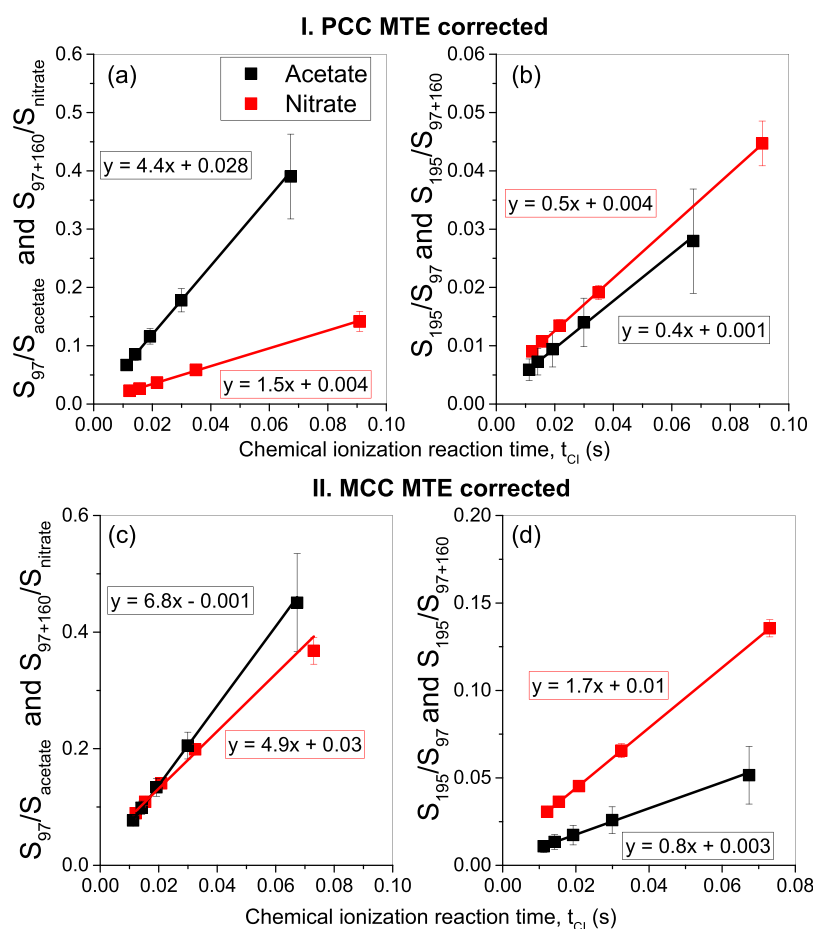 I. PCC MTE corrected
(a)
Acetate
Nitrate
y = 4.4x + 0.028
y = 1.5x + 0.004
S97/Sacetate and S97+160/Snitrate
0.6
0.5
0.4
0.3
0.2
0.1
0.0
0.00 0.02 0.04 0.06 0.08 0.10
(b)
y = 0.5x + 0.004
y = 0.4x + 0.001
S195/S97 and S195/S97+160
0.06
0.05
0.04
0.03
0.02
0.01
0.00
0.00 0.02 0.04 0.06 0.08 0.10
Chemical ionization reaction time, tCI (s)
II. MCC MTE corrected
(c)
y = 6.8x - 0.001
y = 4.9x + 0.03
S97/Sacetate and S97+160/Snitrate
0.6
0.4
0.2
0.0
0.00 0.02 0.04 0.06 0.08 0.10
(d)
y = 1.7x + 0.01
y = 0.8x + 0.003
S195/S97 and S195/S97+160
0.20
0.15
0.10
0.05
0.00
0.00 0.02 0.04 0.06 0.08
Chemical ionization reaction time, tCI (s)